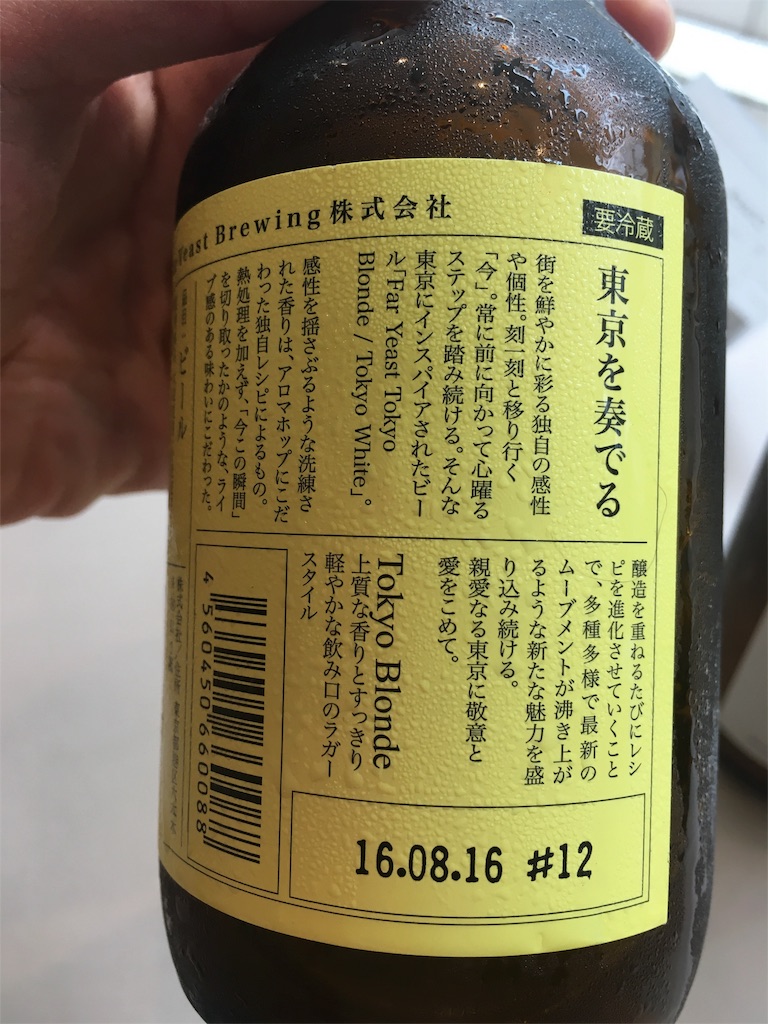 Yeast Brewing株式会社
要冷蔵
東京を奏でる
街を鮮やかに彩る独自の感性
や個性。刻一刻と移り行く
「今」。常に前に向かって心躍る
ステップを踏み続ける。そんな
東京にインスパイアされたビー
ル「Far Yeast Tokyo
Blonde / Tokyo White」。
感性を揺さぶるような洗練さ
れた香りは、アロマホップにこだ
わった独自レシピによるもの。
熱処理を加えず、「今この瞬間」
を切り取ったかのような、ライ
ブ感のある味わいにこだわった。
醸造を重ねるたびにレシ
ピを進化させていくこと
で、多種多様で最新の
ムーブメントが沸き上が
るような新たな魅力を盛
り込み続ける。
親愛なる東京に敬意と
愛をこめて。
Tokyo Blonde
上質な香りとすっきり
軽やかな飲み口のラガー
スタイル
ビール
株式会社
4 560450 660088
16.08.16 #12